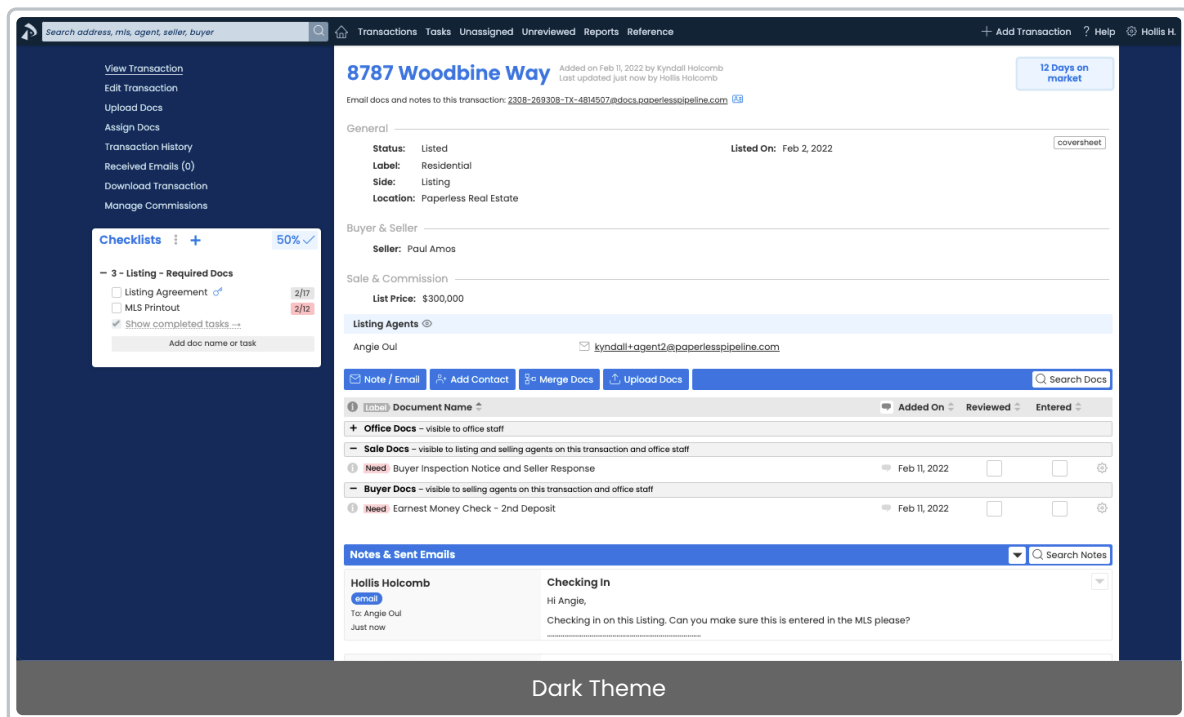 Search address, mls, agent, seller, buyer
Transactions Tasks Unassigned Unreviewed Reports Reference
+ Add Transaction ? Help Hollis H.
View Transaction
Edit Transaction
Upload Docs
Assign Docs
Transaction History
Received Emails (0)
Download Transaction
Manage Commissions
Checklists + 50%
3 - Listing - Required Docs
Listing Agreement 2/17
MLS Printout 2/12
Show completed tasks →
Add doc name or task
8787 Woodbine Way
Added on Feb 11, 2022 by Kyndall Holcomb
Last updated just now by Hollis Holcomb
12 Days on
market
Email docs and notes to this transaction: 2308-269308-TX-4814507@docs.paperlesspipeline.com
General
coversheet
Status: Listed Listed On: Feb 2, 2022
Label: Residential
Side: Listing
Location: Paperless Real Estate
Buyer & Seller
Seller: Paul Amos
Sale & Commission
List Price: $300,000
Listing Agents
Angie Oul kyndall+agent2@paperlesspipeline.com
Note / Email Add Contact Merge Docs Upload Docs Search Docs
Label Document Name Added On Reviewed Entered
+ Office Docs - visible to office staff
− Sale Docs - visible to listing and selling agents on this transaction and office staff
Need Buyer Inspection Notice and Seller Response Feb 11, 2022
− Buyer Docs - visible to selling agents on this transaction and office staff
Need Earnest Money Check - 2nd Deposit Feb 11, 2022
Notes & Sent Emails Search Notes
Hollis Holcomb
email
To: Angie Oul
Just now
Checking In
Hi Angie,
Checking in on this Listing. Can you make sure this is entered in the MLS please?
Dark Theme